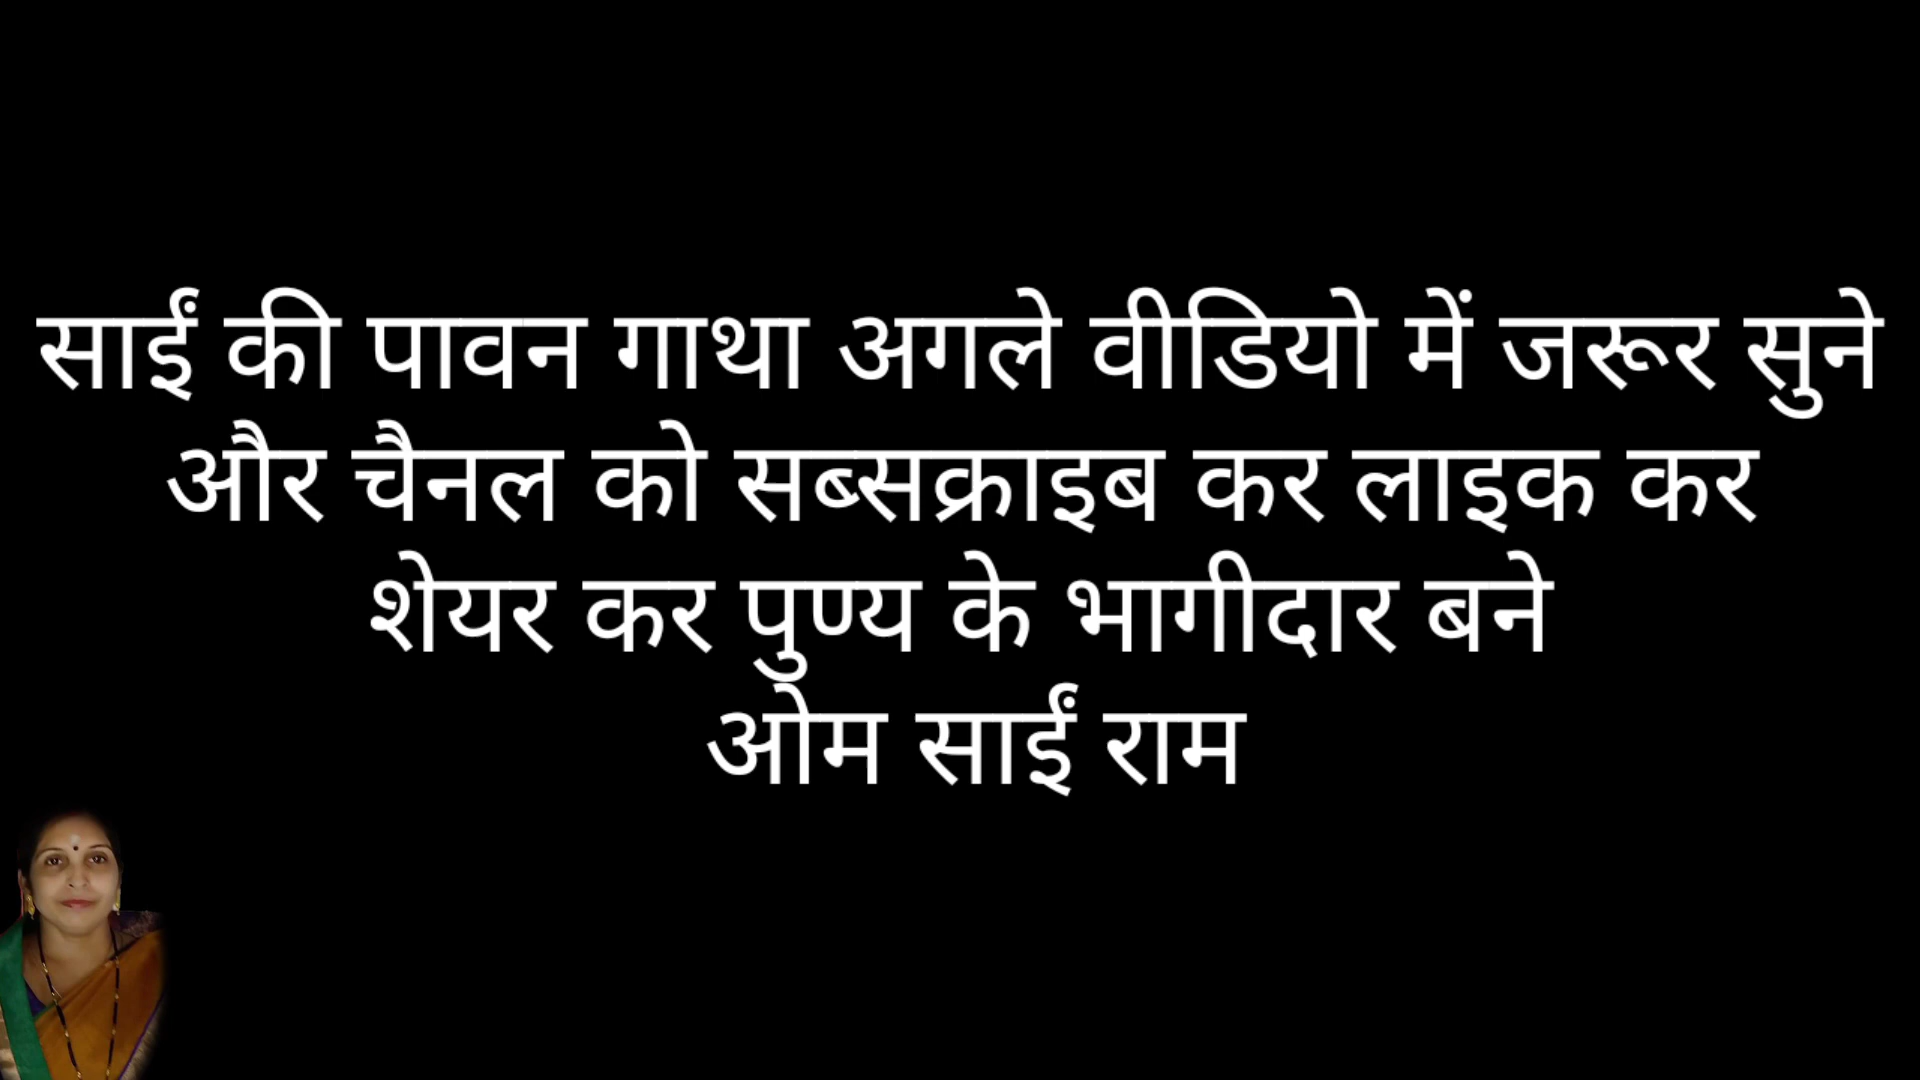 साईं की पावन गाथा अगले वीडियो में जरूर सुने
और चैनल को सब्सक्राइब कर लाइक कर
शेयर कर पुण्य के भागीदार बने
ओम साईं राम